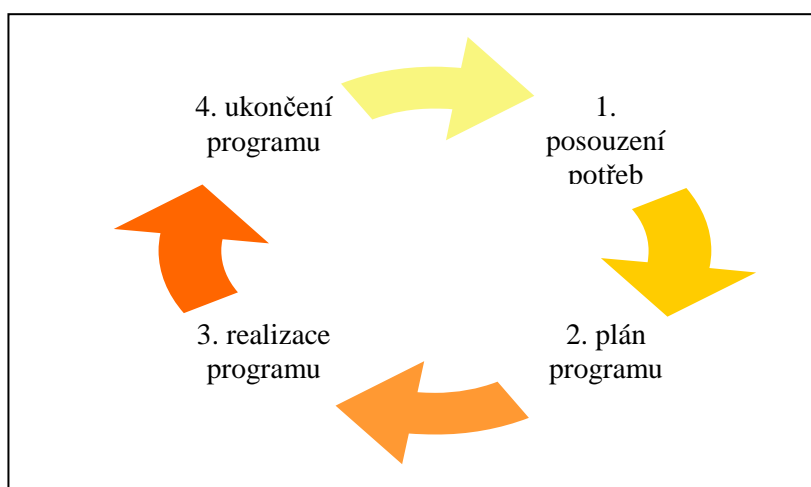 1.
posouzení
potřeb
2. plán
programu
3. realizace
programu
4. ukončení
programu